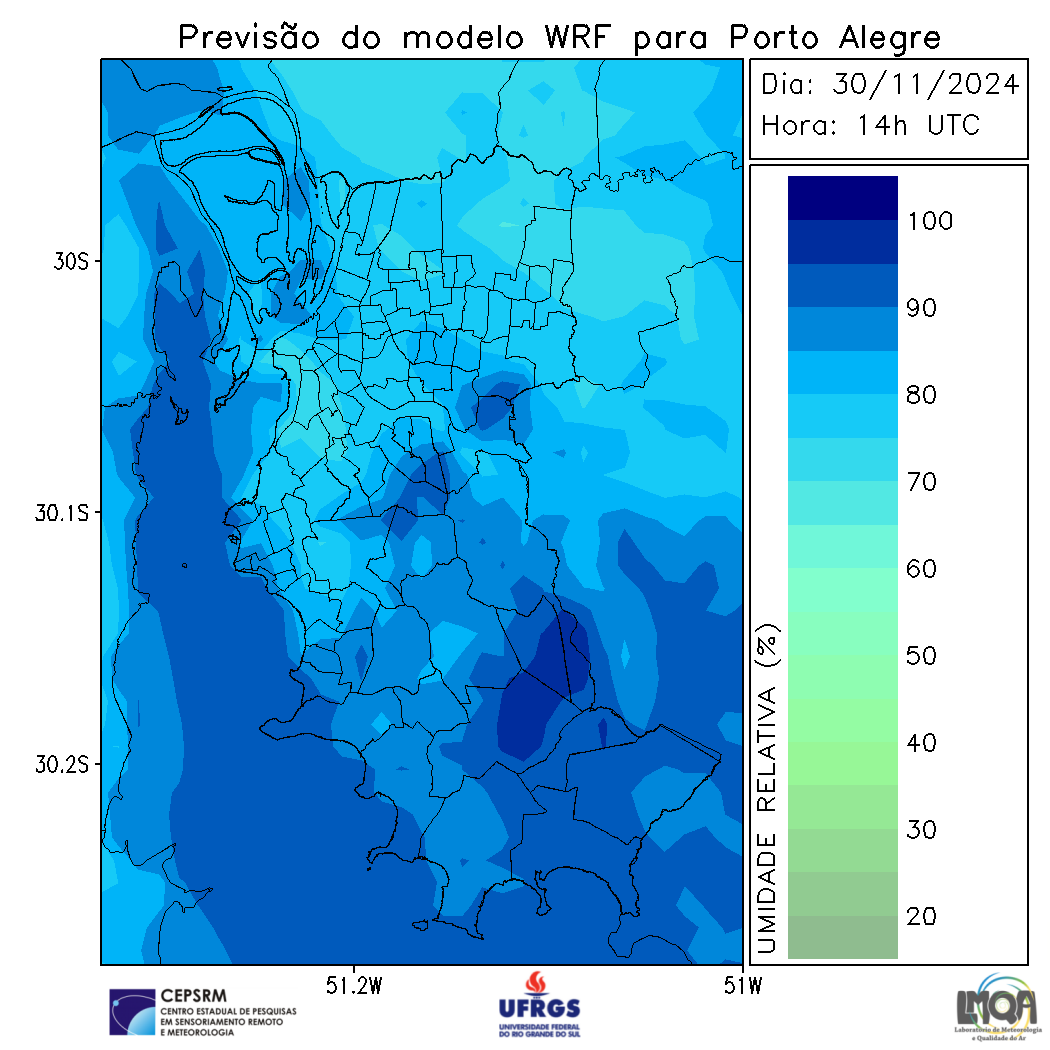 Previsão do modelo WRF para Porto Alegre
Dia: 30/11/2024
Hora: 14h UTC
30S
30.1S
30.2S
51.2W
51W
100
90
80
70
60
50
40
30
20
UMIDADE RELATIVA (%)
CEPSRM
CENTRO ESTADUAL DE PESQUISAS
EM SENSORIAMENTO REMOTO
E METEOROLOGIA
UFRGS
UNIVERSIDADE FEDERAL
DO RIO GRANDE DO SUL
LMQA
Laboratório de Meteorologia
e Qualidade do Ar